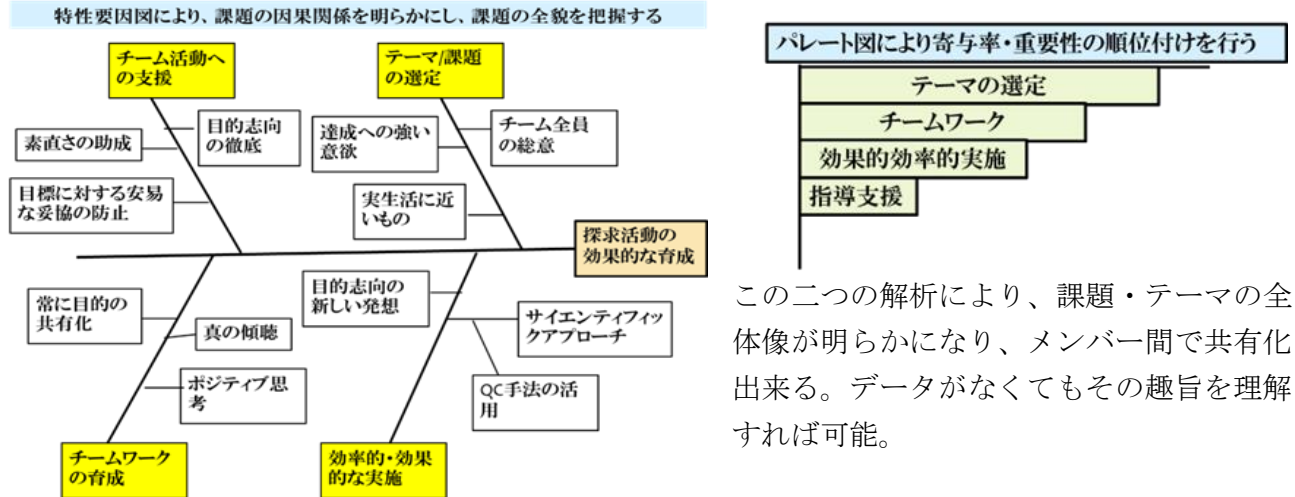 特性要因図により、課題の因果関係を明らかにし、課題の全貌を把握する
チーム活動へ
の支援
テーマ/課題
の選定
素直さの助成
目的志向
の徹底
達成への強い
意欲
チーム全員
の総意
目標に対する安易
な妥協の防止
実生活に近
いもの
探求活動の
効果的な育成
常に目的の
共有化
真の傾聴
ポジティブ思
考
目的志向の
新しい発想
サイエンティフィッ
クアプローチ
QC手法の活
用
チームワーク
の育成
効率的・効果
的な実施
パレート図により寄与率・重要性の順位付けを行う
テーマの選定
チームワーク
効果的効率的実施
指導支援
この二つの解析により、課題・テーマの全
体像が明らかになり、メンバー間で共有化
出来る。データがなくてもその趣旨を理解
すれば可能。